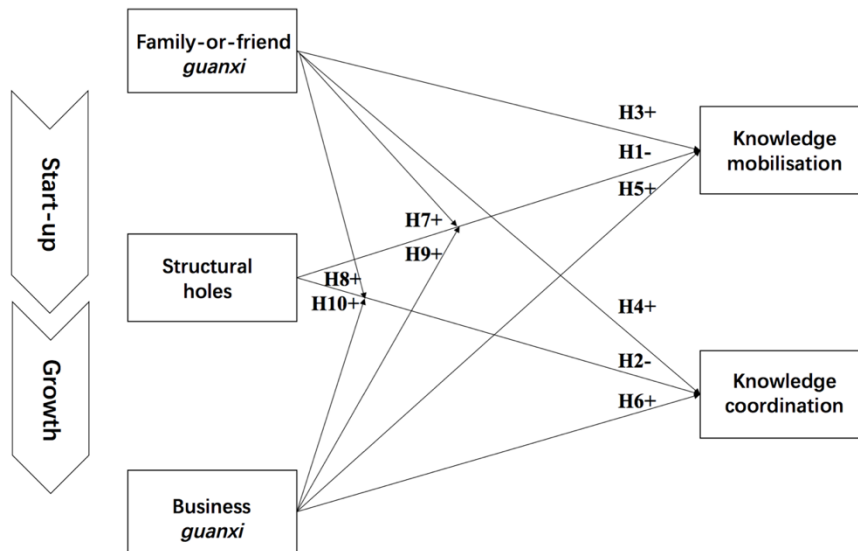 Family-or-friend
guanxi
Start-up
Growth
Structural
holes
Business
guanxi
H3+
H1-
H5+
H7+
H9+
H8+
H10+
H4+
H2-
H6+
Knowledge
mobilisation
Knowledge
coordination